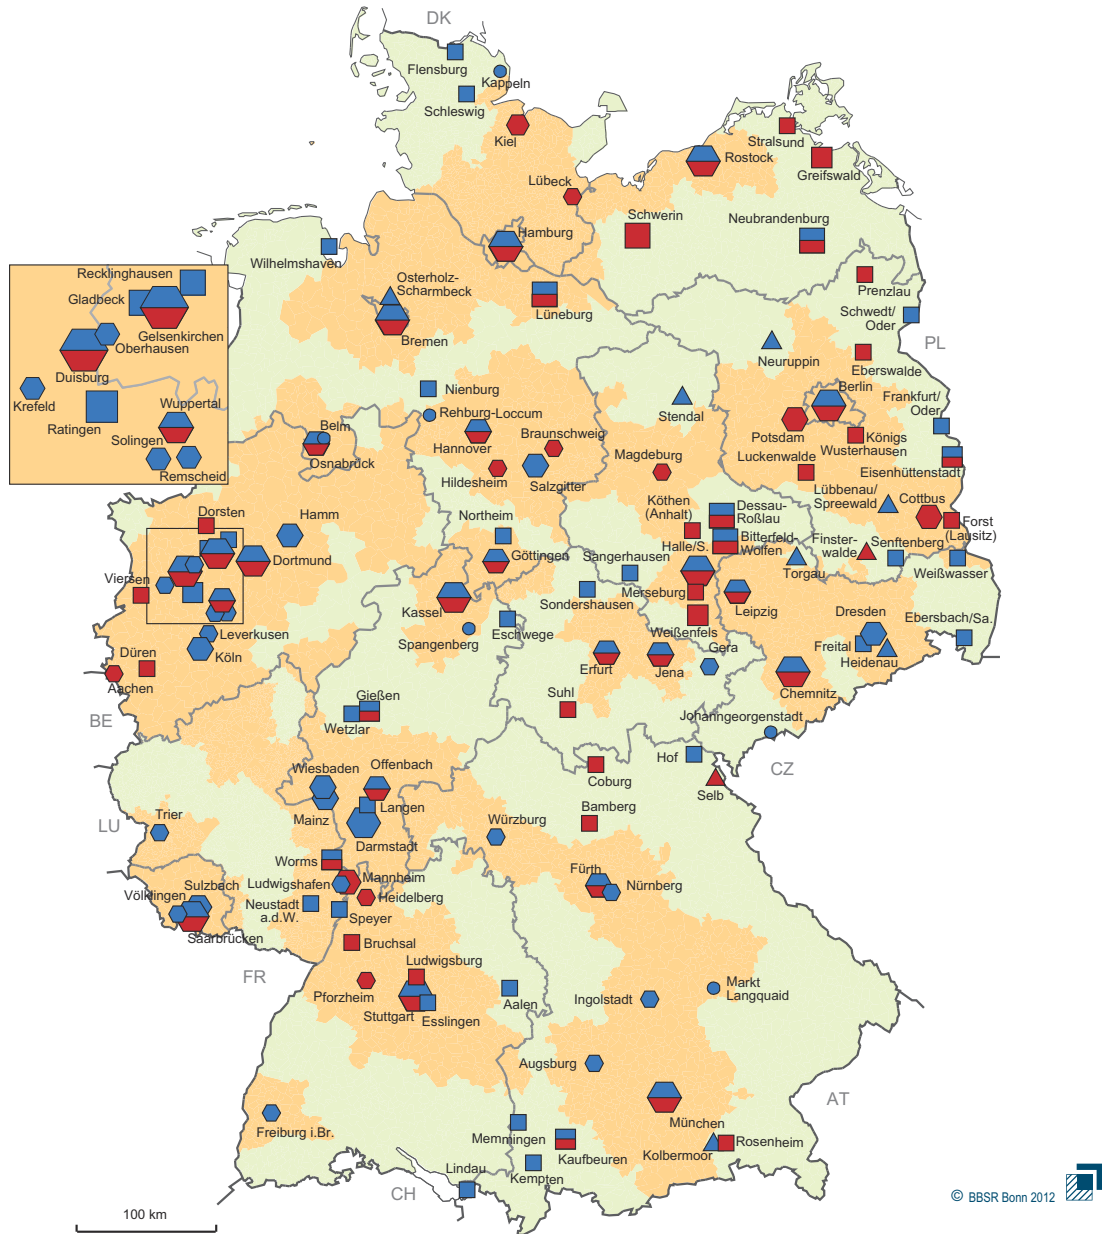 DK
Flensburg
Kappeln
Schleswig
Kiel
Stralsund
Rostock
Greifswald
Lübeck
Schwerin
Neubrandenburg
Hamburg
Wilhelmshaven
Recklinghausen
Osterholz-
Scharmbeck
Prenzlau
Gladbeck
Lüneburg
Schwedt/
Oder
Gelsenkirchen
Bremen
Oberhausen
PL
Neuruppin
Duisburg
Eberswalde
Krefeld
Nienburg
Berlin
Wuppertal
Stendal
Frankfurt/
Oder
Ratingen
Rehburg-Loccum
Belm
Solingen
Braunschweig
Potsdam
Königs
Wusterhausen
Hannover
Osnabrück
Magdeburg
Luckenwalde
Remscheid
Hildesheim
Salzgitter
Eisenhüttenstadt
Lübbenau/
Spreewald
Cottbus
Köthen
(Anhalt)
Dessau-
Roßlau
Dorsten
Hamm
Northeim
Forst
(Lausitz)
Halle/S.
Bitterfeld-
Wolfen
Finster-
walde
Senftenberg
Göttingen
Sangerhausen
Dortmund
Torgau
Weißwasser
Viersen
Merseburg
Kassel
Sondershausen
Leipzig
Dresden
Ebersbach/Sa.
Spangenberg
Eschwege
Leverkusen
Weißenfels
Freital
Köln
Düren
Gera
Heidenau
Erfurt
Jena
Aachen
Chemnitz
Gießen
Suhl
BE
Wetzlar
Johanngeorgenstadt
Hof
CZ
Wiesbaden
Offenbach
Coburg
Selb
Langen
Bamberg
Trier
Mainz
Würzburg
LU
Darmstadt
Worms
Fürth
Mannheim
Sulzbach
Ludwigshafen
Nürnberg
Völklingen
Heidelberg
Neustadt
a.d.W.
Speyer
Saarbrücken
Bruchsal
FR
Ludwigsburg
Markt
Langquaid
Pforzheim
Ingolstadt
Aalen
Stuttgart
Esslingen
Augsburg
AT
München
Freiburg i.Br.
Memmingen
Rosenheim
Kolbermoor
Kaufbeuren
Lindau
Kempten
CH
© BBSR Bonn 2012
100 km